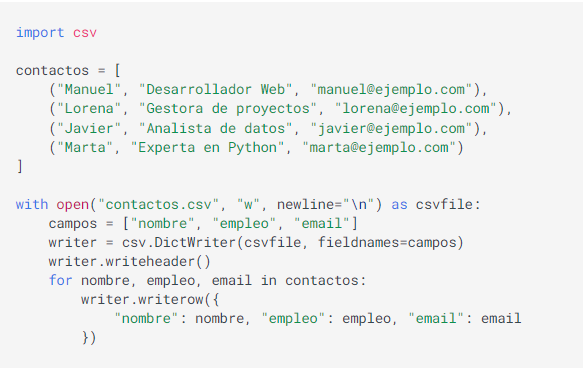 import csv

contactos = [
    ("Manuel", "Desarrollador Web", "manuel@ejemplo.com"),
    ("Lorena", "Gestora de proyectos", "lorena@ejemplo.com"),
    ("Javier", "Analista de datos", "javier@ejemplo.com"),
    ("Marta", "Experta en Python", "marta@ejemplo.com")
]

with open("contactos.csv", "w", newline="\n") as csvfile:
    campos = ["nombre", "empleo", "email"]
    writer = csv.DictWriter(csvfile, fieldnames=campos)
    writer.writeheader()
    for nombre, empleo, email in contactos:
        writer.writerow({
            "nombre": nombre, "empleo": empleo, "email": email
        })